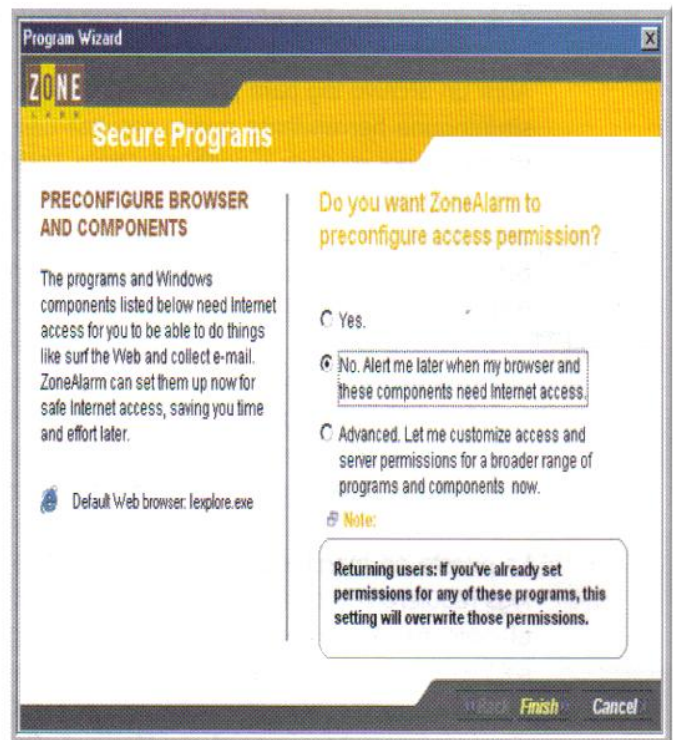 Program Wizard
ZONE
LABS
Secure Programs
PRECONFIGURE BROWSER
AND COMPONENTS
The programs and Windows
components listed below need Internet
access for you to be able to do things
like surf the Web and collect e-mail.
ZoneAlarm can set them up now for
safe Internet access, saving you time
and effort later.
Default Web browser: Iexplore.exe
Do you want ZoneAlarm to
preconfigure access permission?
Yes.
No. Alert me later when my browser and
these components need Internet access.
Advanced. Let me customize access and
server permissions for a broader range of
programs and components now.
Note:
Returning users: If you've already set
permissions for any of these programs, this
setting will overwrite those permissions.
Back Finish Cancel